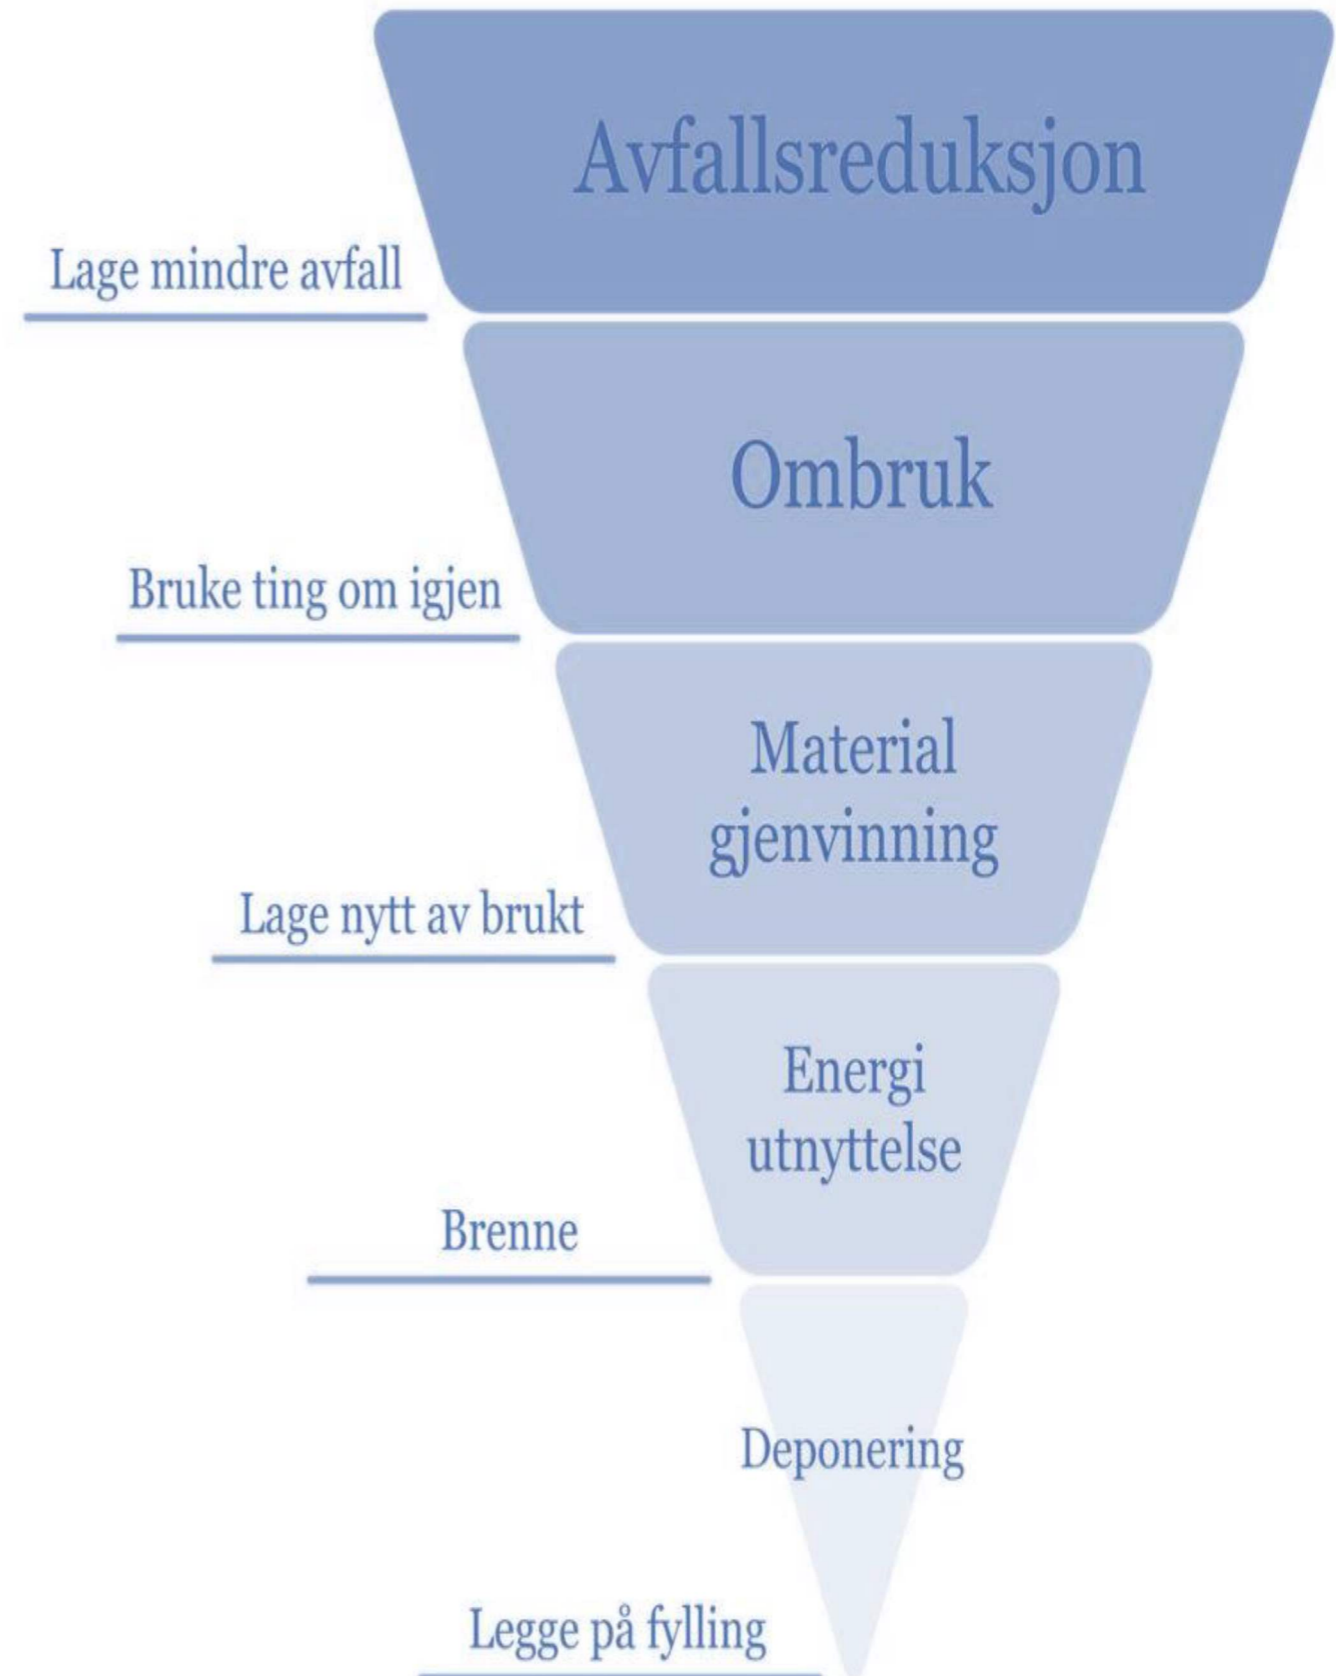 Avfallsreduksjon
Lage mindre avfall
Ombruk
Bruke ting om igjen
Material
gjenvinning
Lage nytt av brukt
Energi
utnyttelse
Brenne
Deponering
Legge på fylling